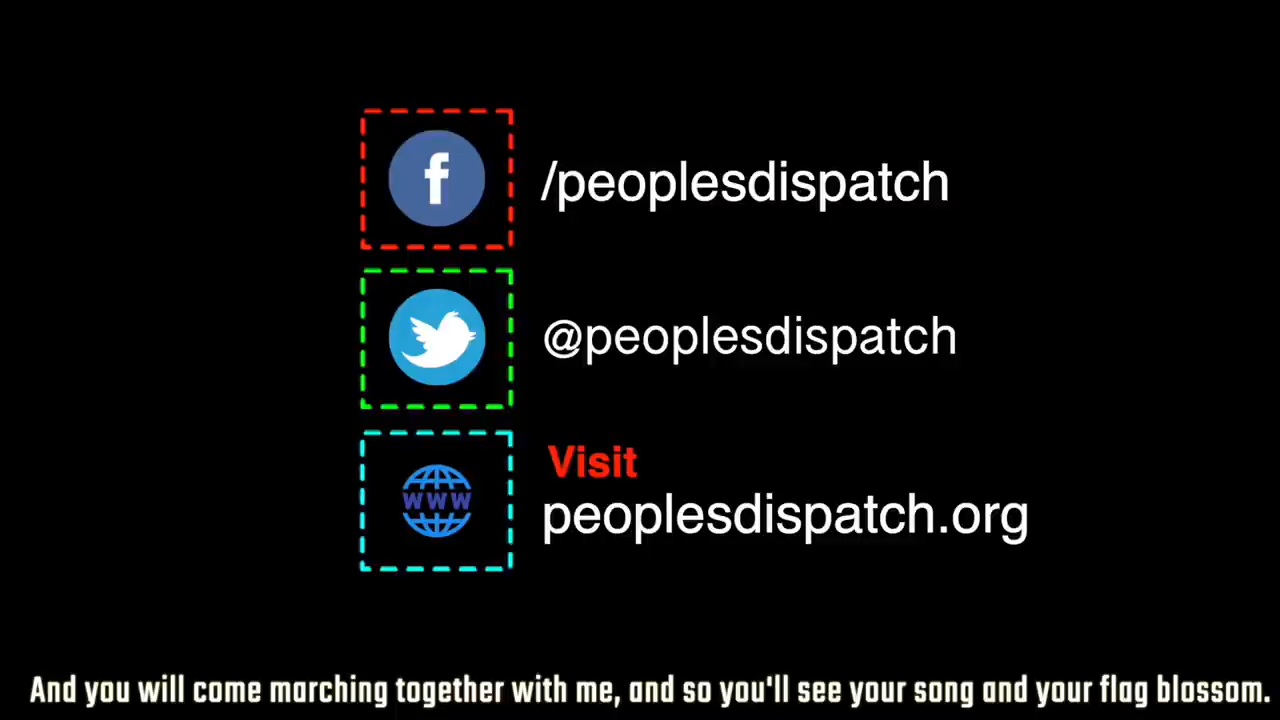 f
/peoplesdispatch
@peoplesdispatch
Visit
www
peoplesdispatch.org
And you will come marching together with me, and so you'll see your song and your flag blossom.